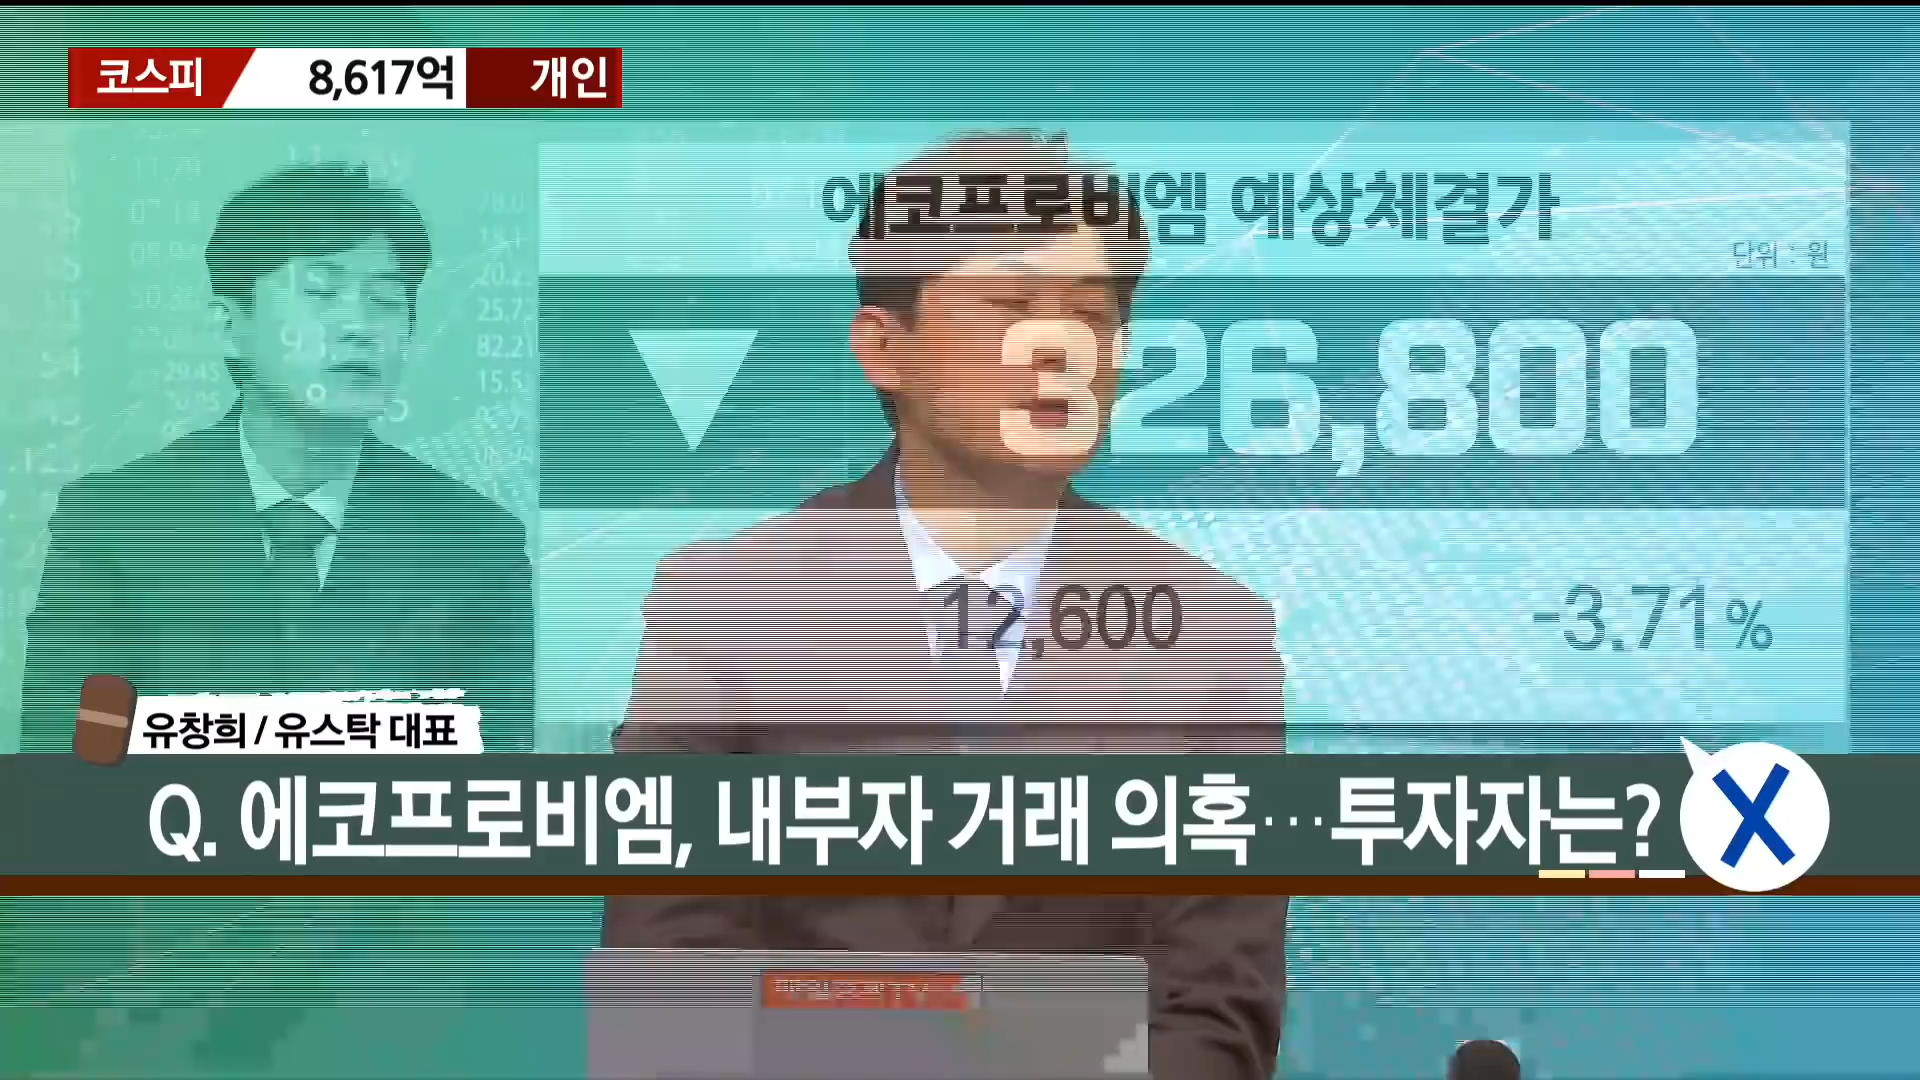 코스피 8,617억 개인
에코프로비엠 예상체결가
단위 : 원
326,800
12,600 -3.71%
유창희 / 유스탁 대표
Q. 에코프로비엠, 내부자 거래 의혹…투자자는? X